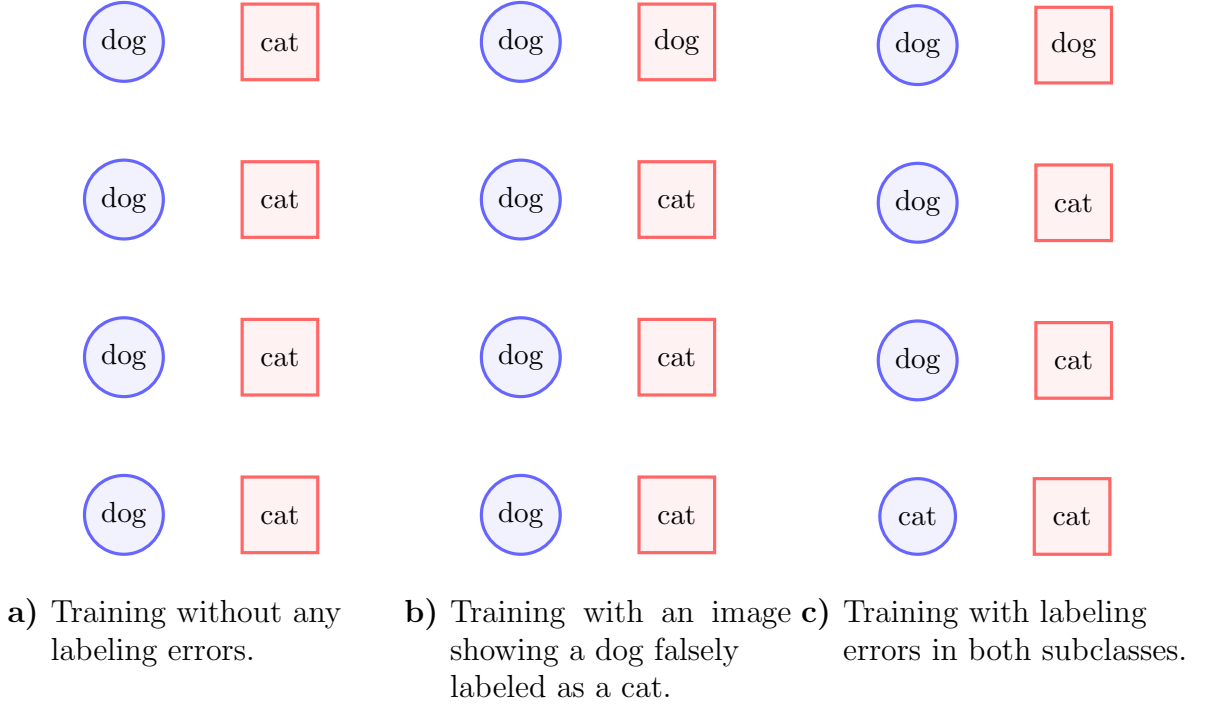 dog cat dog dog dog dog
dog cat dog cat dog cat
dog cat dog cat dog cat
dog cat dog cat cat cat
a) Training without any
labeling errors.
b) Training with an image
showing a dog falsely
labeled as a cat.
c) Training with labeling
errors in both subclasses.